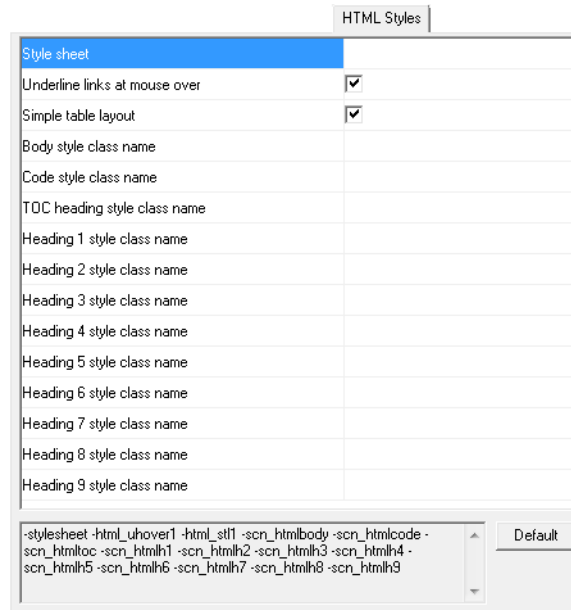 HTML Styles
Style sheet
Underline links at mouse over
Simple table layout
Body style class name
Code style class name
TOC heading style class name
Heading 1 style class name
Heading 2 style class name
Heading 3 style class name
Heading 4 style class name
Heading 5 style class name
Heading 6 style class name
Heading 7 style class name
Heading 8 style class name
Heading 9 style class name
-stylesheet -html_uhover1 -html_stl1 -scn_htmlbody -scn_htmlcode -
scn_htmltoc -scn_htmlh1 -scn_htmlh2 -scn_htmlh3 -scn_htmlh4 -
scn_htmlh5 -scn_htmlh6 -scn_htmlh7 -scn_htmlh8 -scn_htmlh9
Default